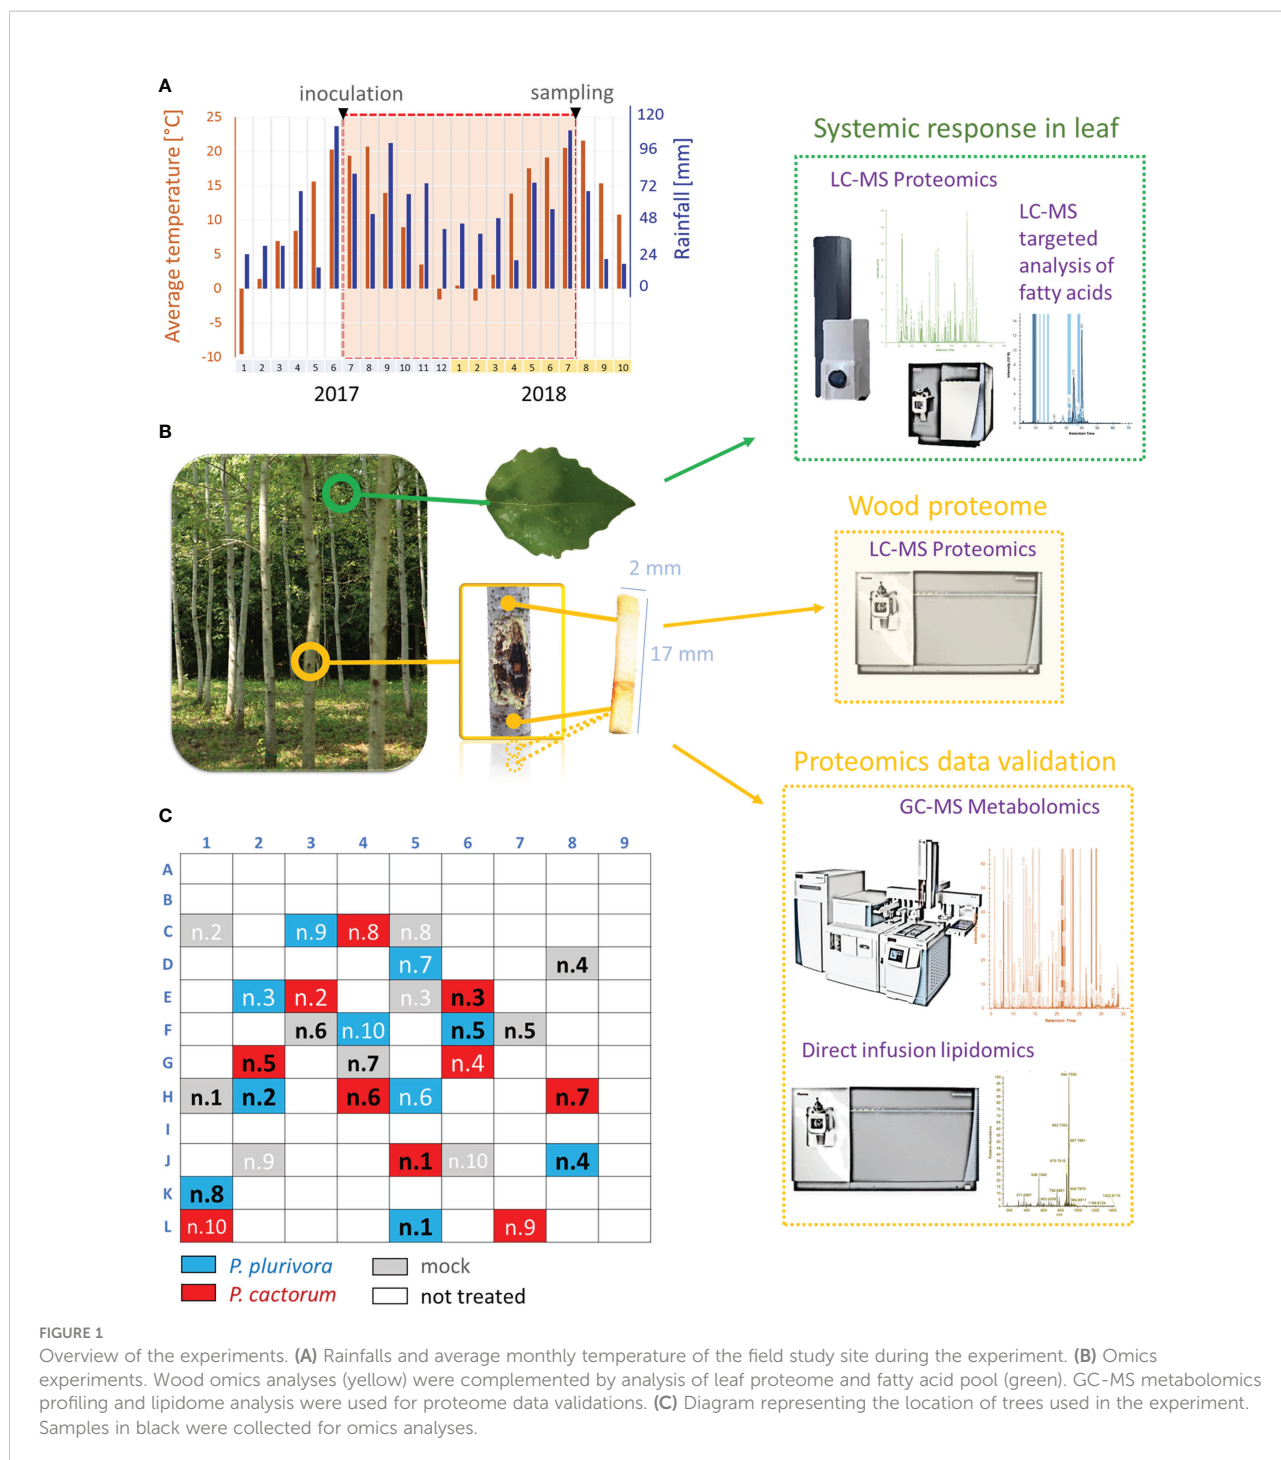 A
inoculation
sampling
Average temperature [°C]
25
20
15
10
5
0
-5
-10
120
96
72
48
24
0
Rainfall [mm]
1 2 3 4 5 6 7 8 9 10 11 12 1 2 3 4 5 6 7 8 9 10
2017
2018
Systemic response in leaf
LC-MS Proteomics
LC-MS
targeted
analysis of
fatty acids
Retention Time
B
2 mm
17 mm
Wood proteome
LC-MS Proteomics
Proteomics data validation
GC-MS Metabolomics
Retention Time
Direct infusion lipidomics
C
1 2 3 4 5 6 7 8 9
A
B
C n.2 n.9 n.8 n.8
D n.7 n.4
E n.3 n.2 n.3 n.3
F n.6 n.10 n.5 n.5
G n.5 n.7 n.4
H n.1 n.2 n.6 n.6 n.7
I
J n.9 n.1 n.10 n.4
K n.8
L n.10 n.1 n.9
P. plurivora
mock
P. cactorum
not treated
FIGURE 1
Overview of the experiments. (A) Rainfalls and average monthly temperature of the field study site during the experiment. (B) Omics
experiments. Wood omics analyses (yellow) were complemented by analysis of leaf proteome and fatty acid pool (green). GC-MS metabolomics
profiling and lipidome analysis were used for proteome data validations. (C) Diagram representing the location of trees used in the experiment.
Samples in black were collected for omics analyses.